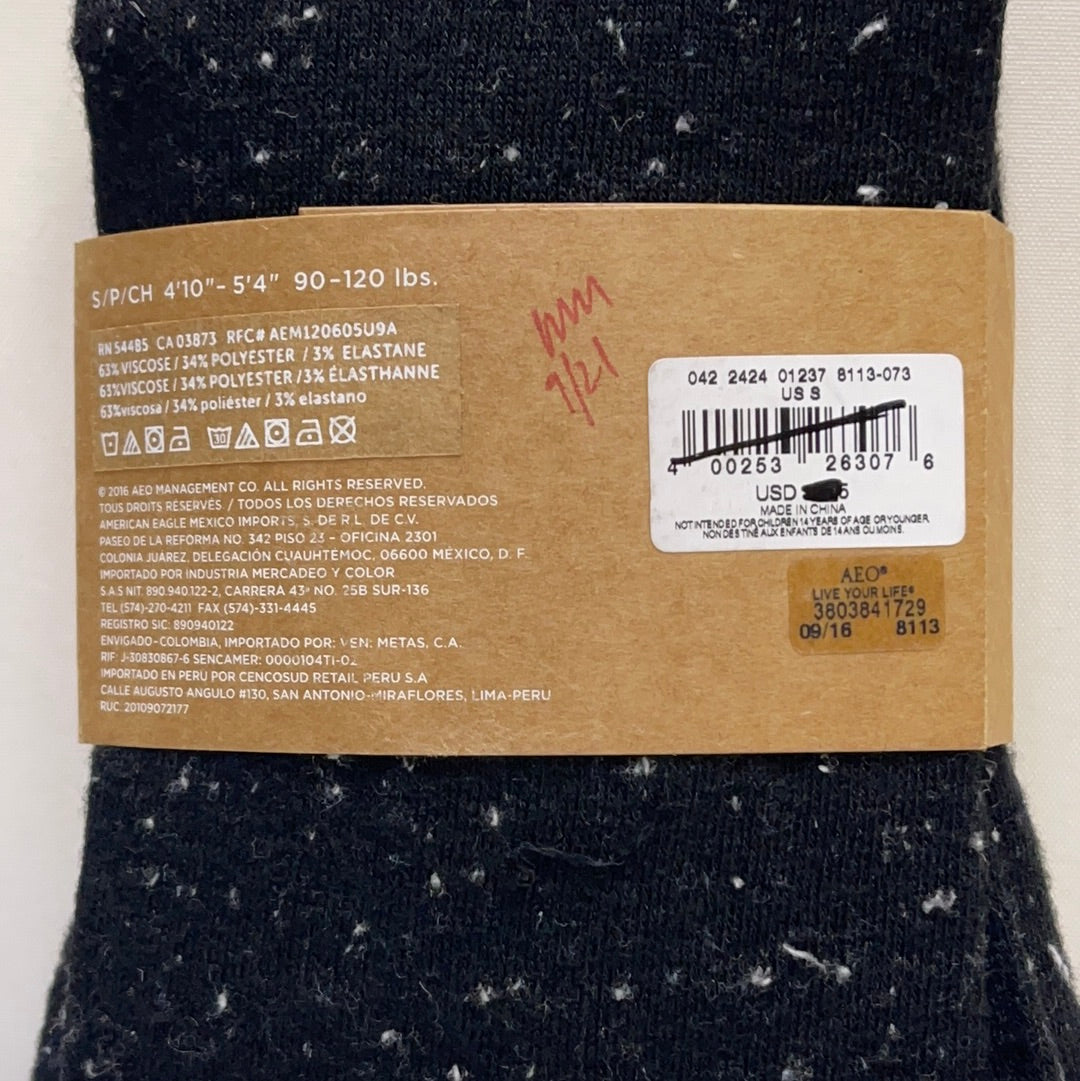 S/P/CH 4'10"- 5'4" 90-120 lbs.
RN 54485 CA 03873 RFC# AEM120605U9A
63% VISCOSE / 34% POLYESTER / 3% ELASTANE
63%VISCOSE / 34% POLYESTER /3% ÉLASTHANNE
63%viscosa / 34% poliéster / 3% elastano
30
© 2016 AEO MANAGEMENT CO. ALL RIGHTS RESERVED.
TOUS DROITS RÉSERVÉS / TODOS LOS DERECHOS RESERVADOS
AMERICAN EAGLE MEXICO IMPORTS, S. DE R L. DE C.V.
PASEO DE LA REFORMA NO. 342 PISO 23 - OFICINA 2301
COLONIA JUÁREZ, DELEGACIÓN CUAUHTÉMOC, 06600 MÉXICO, D. F.
IMPORTADO POR INDUSTRIA MERCADEO Y COLOR
S.A.S NIT: 890.940.122-2, CARRERA 43ª NO. 25B SUR-136
TEL (574)-270-4211 FAX (574)-331-4445
REGISTRO SIC: 890940122
ENVIGADO-COLOMBIA, IMPORTADO POR: VEN: METAS, C.A.
RIF: J-30830867-6 SENCAMER: 0000104TI-02
IMPORTADO EN PERÚ POR CENCOSUD RETAIL PERU S.A
CALLE AUGUSTO ANGULO #130, SAN ANTONIO-MIRAFLORES, LIMA-PERU
RUC. 20109072177
9/21
042 2424 01237 8113-073
US S
4 00253 26307 6
USD 5
MADE IN CHINA
NOT INTENDED FOR CHILDREN 14 YEARS OF AGE OR YOUNGER.
NON DESTINÉ AUX ENFANTS DE 14 ANS OU MOINS.
AEO®
LIVE YOUR LIFE®
3803841729
09/16 8113